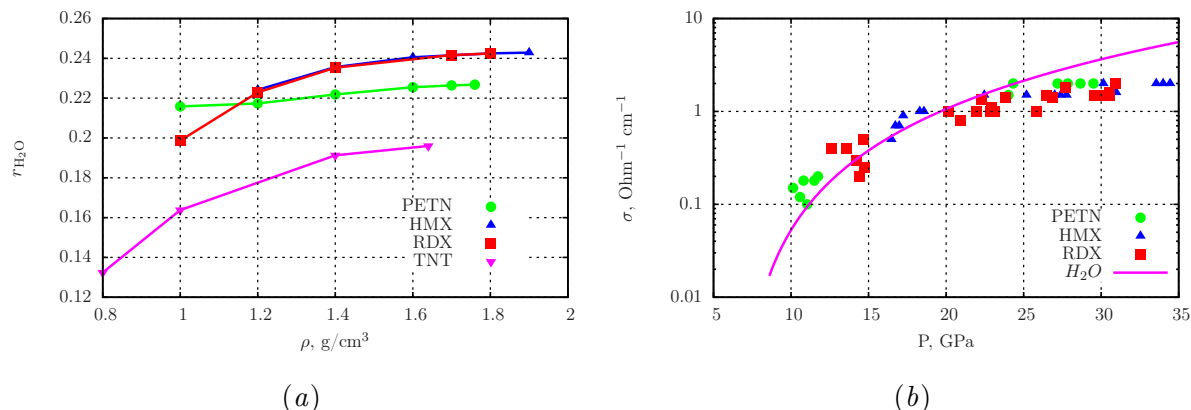 0.26
0.24
0.22
0.2
0.18
0.16
0.14
0.12
r_H₂O
0.8 1 1.2 1.4 1.6 1.8 2
ρ, g/cm³
PETN
HMX
RDX
TNT
(a)
10
1
0.1
0.01
σ, Ohm⁻¹ cm⁻¹
5 10 15 20 25 30 35
P, GPa
PETN
HMX
RDX
H₂O
(b)